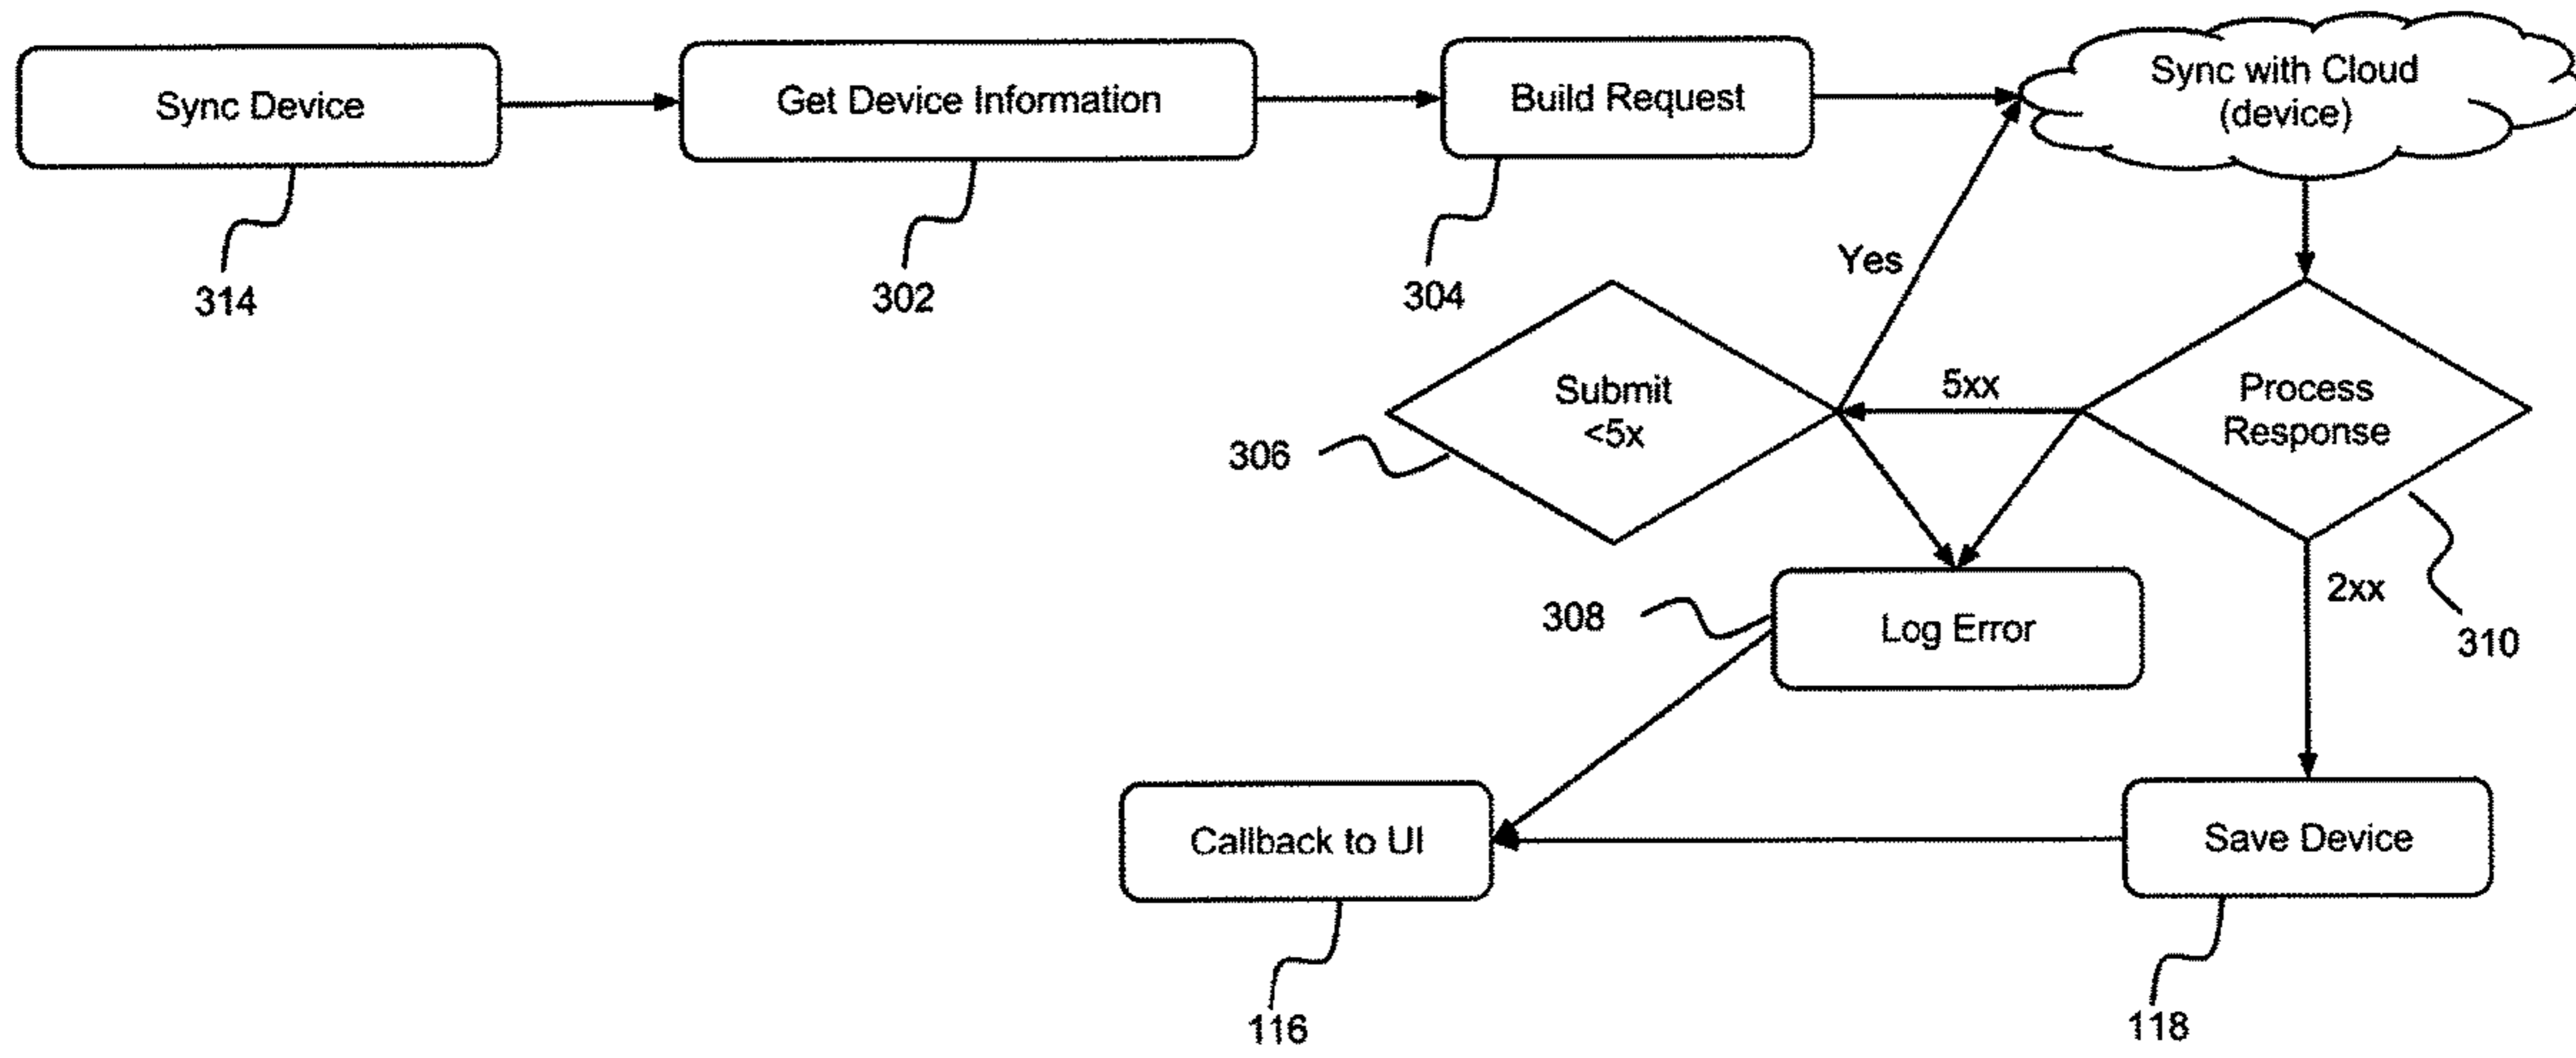 Sync Device
Get Device Information
Build Request
Sync with Cloud
(device)
314
302
304
Yes
Submit
<5x
5xx
Process
Response
306
308
Log Error
2xx
310
Callback to UI
Save Device
116
118